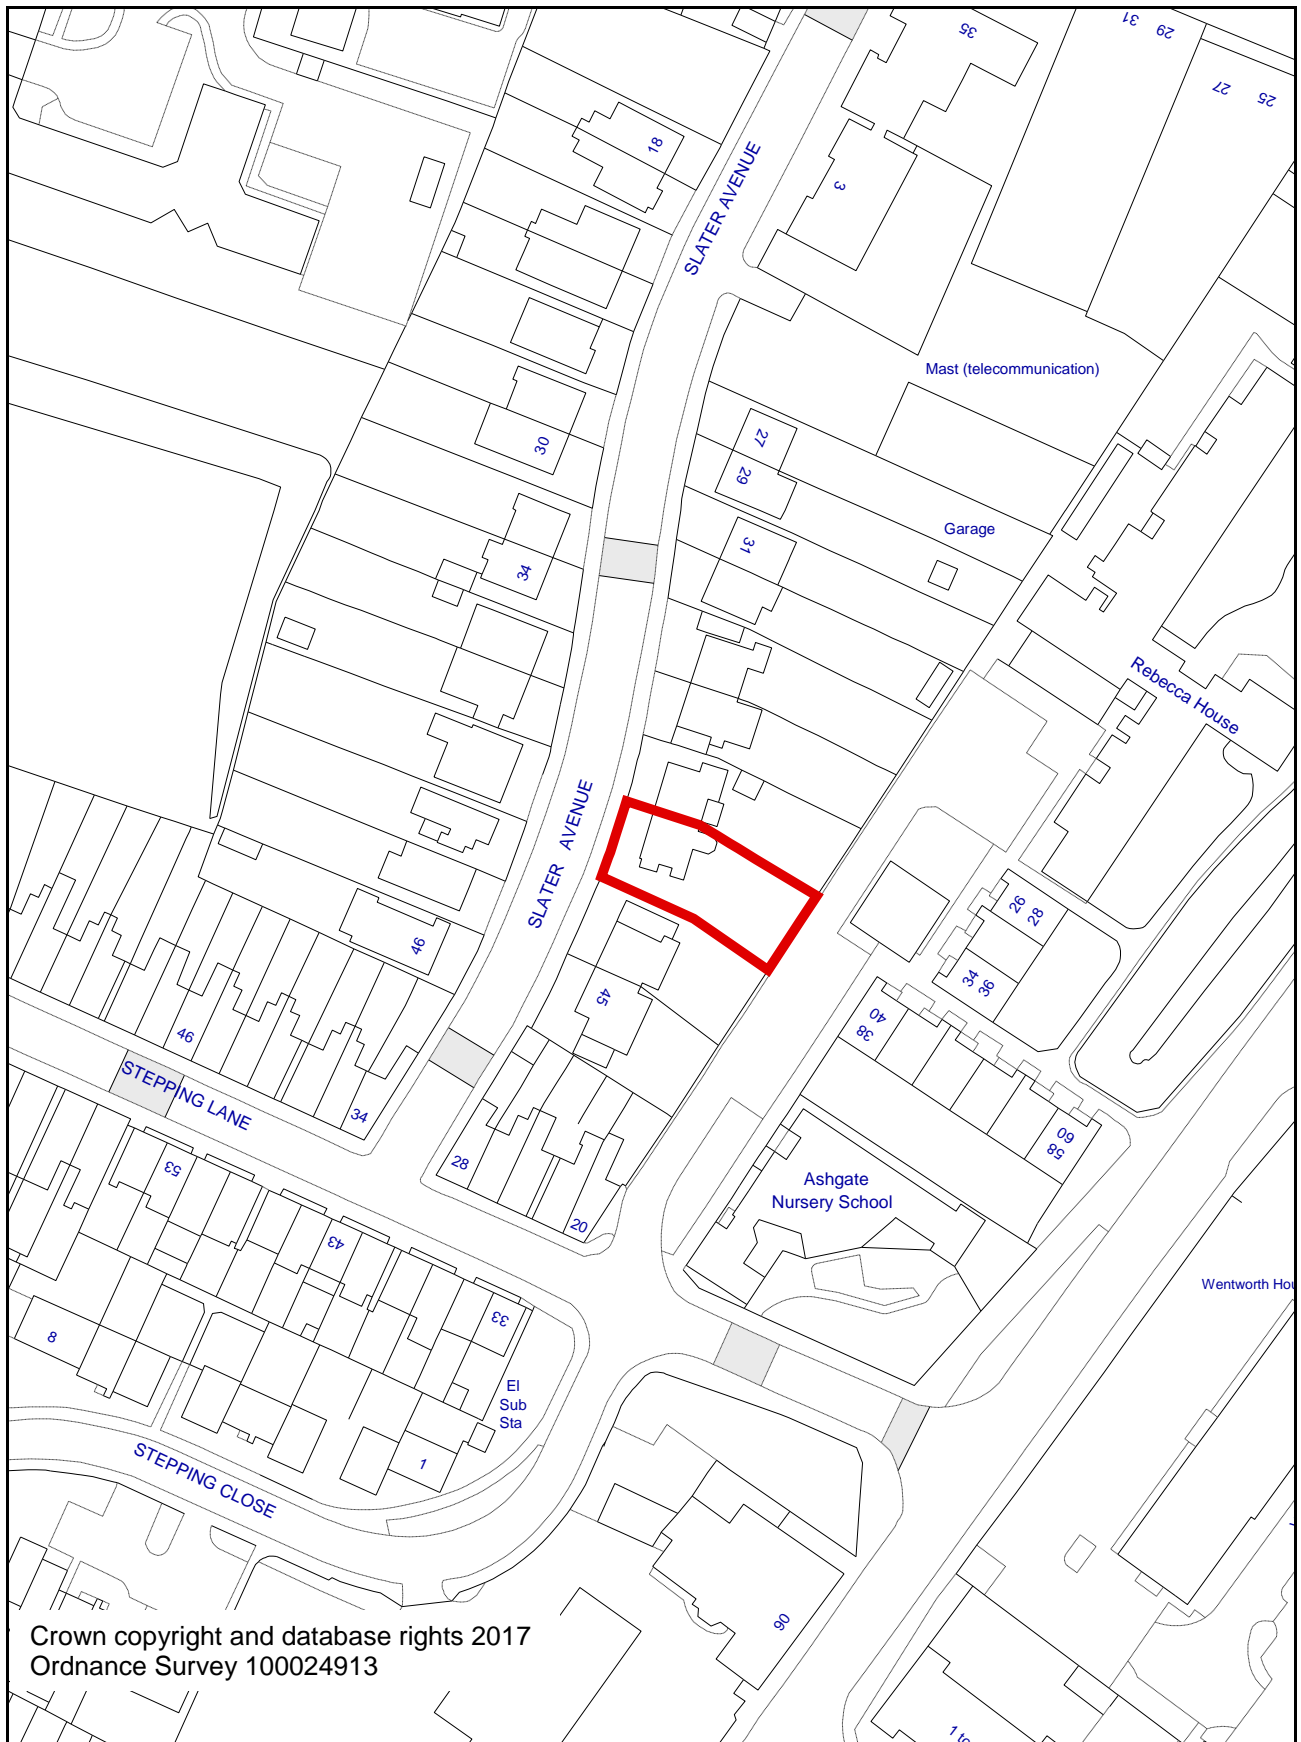 35
31
29
27
25
18
SLATER AVENUE
3
Mast (telecommunication)
27
30
29
Garage
31
34
Rebecca House
SLATER AVENUE
26
28
46
34
36
45
40
38
46
STEPPING LANE
34
60
58
28
53
Ashgate
Nursery School
20
43
Wentworth
33
8
El
Sub
Sta
1
STEPPING CLOSE
90
Crown copyright and database rights 2017
Ordnance Survey 100024913
1 to